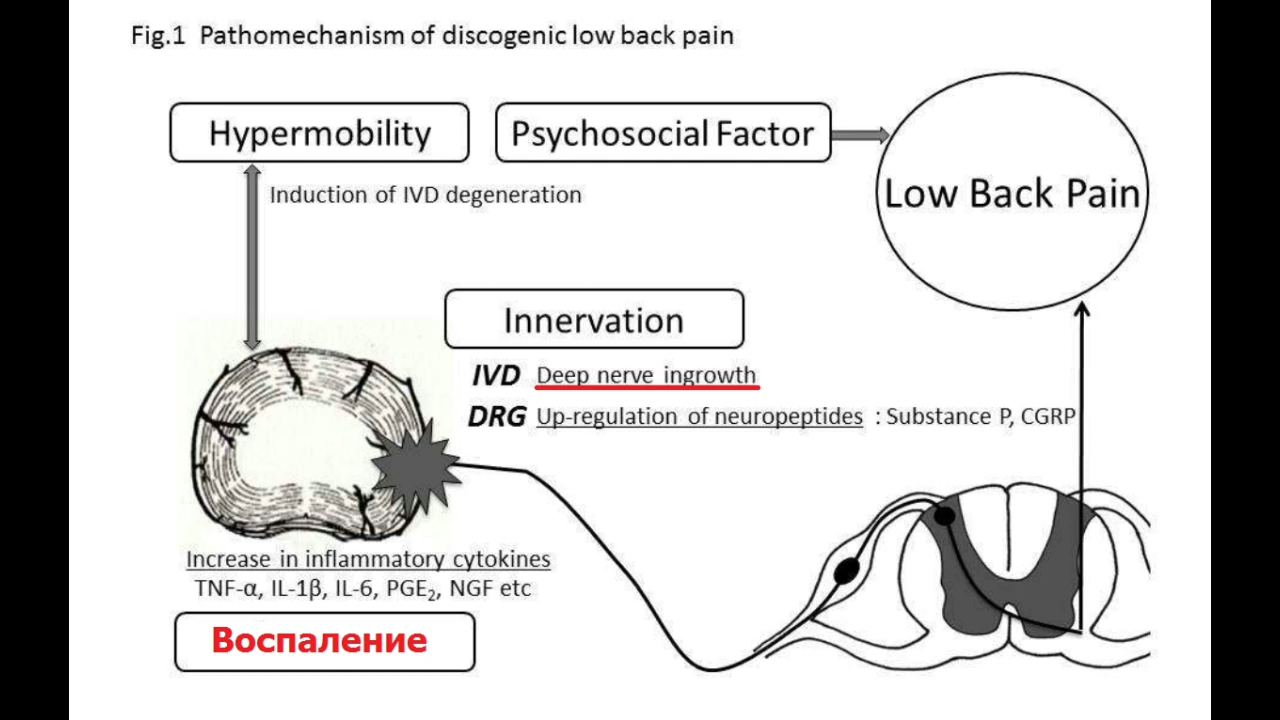 Fig.1 Pathomechanism of discogenic low back pain
Hypermobility
Psychosocial Factor
Low Back Pain
Induction of IVD degeneration
Innervation
IVD Deep nerve ingrowth
DRG Up-regulation of neuropeptides : Substance P, CGRP
Increase in inflammatory cytokines
TNF-α, IL-1β, IL-6, PGE₂, NGF etc
Воспаление